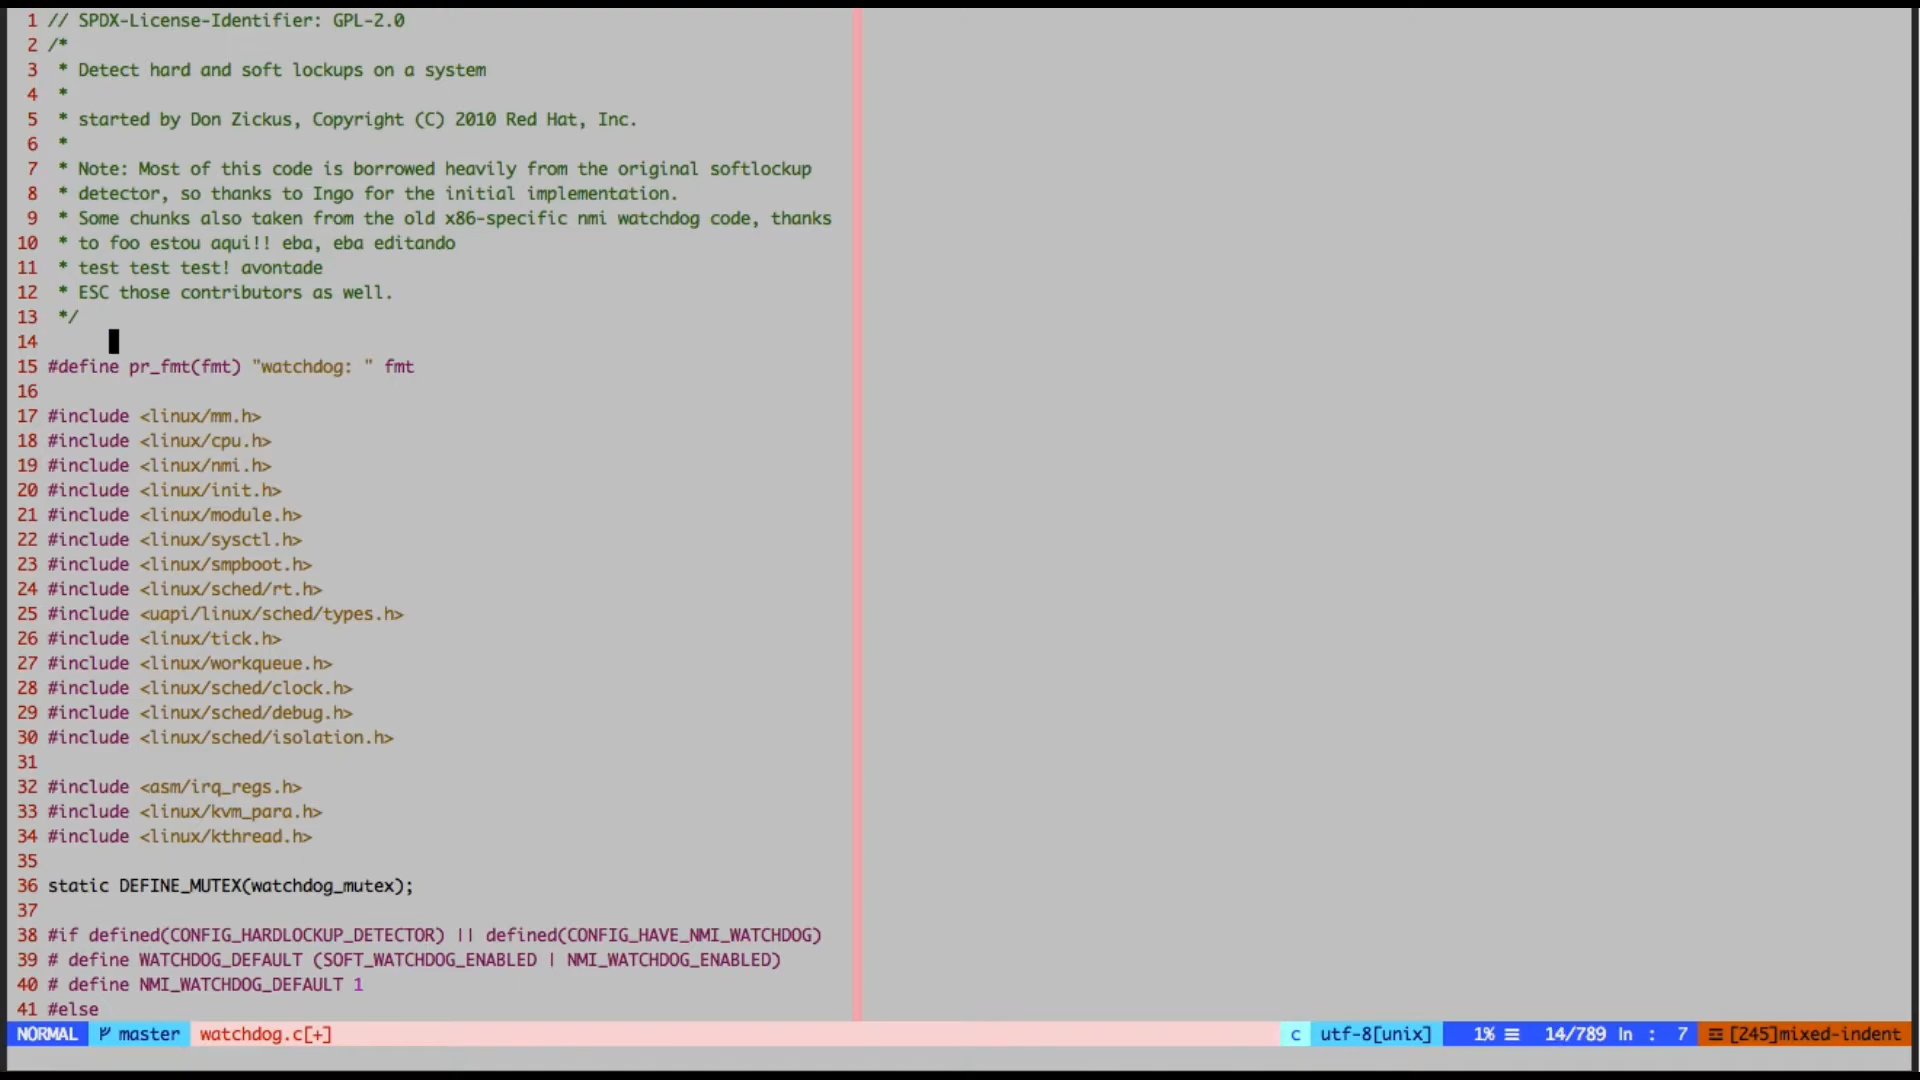 1 // SPDX-License-Identifier: GPL-2.0
2 /*
3  * Detect hard and soft lockups on a system
4  *
5  * started by Don Zickus, Copyright (C) 2010 Red Hat, Inc.
6  *
7  * Note: Most of this code is borrowed heavily from the original softlockup
8  * detector, so thanks to Ingo for the initial implementation.
9  * Some chunks also taken from the old x86-specific nmi watchdog code, thanks
10  * to foo estou aqui!! eba, eba editando
11  * test test test! avontade
12  * ESC those contributors as well.
13  */
14
15 #define pr_fmt(fmt) "watchdog: " fmt
16
17 #include <linux/mm.h>
18 #include <linux/cpu.h>
19 #include <linux/nmi.h>
20 #include <linux/init.h>
21 #include <linux/module.h>
22 #include <linux/sysctl.h>
23 #include <linux/smpboot.h>
24 #include <linux/sched/rt.h>
25 #include <uapi/linux/sched/types.h>
26 #include <linux/tick.h>
27 #include <linux/workqueue.h>
28 #include <linux/sched/clock.h>
29 #include <linux/sched/debug.h>
30 #include <linux/sched/isolation.h>
31
32 #include <asm/irq_regs.h>
33 #include <linux/kvm_para.h>
34 #include <linux/kthread.h>
35
36 static DEFINE_MUTEX(watchdog_mutex);
37
38 #if defined(CONFIG_HARDLOCKUP_DETECTOR) || defined(CONFIG_HAVE_NMI_WATCHDOG)
39 # define WATCHDOG_DEFAULT (SOFT_WATCHDOG_ENABLED | NMI_WATCHDOG_ENABLED)
40 # define NMI_WATCHDOG_DEFAULT 1
41 #else
NORMAL master watchdog.c[+] c utf-8[unix] 1% ☰ 14/789 ln : 7 ☲ [245]mixed-indent